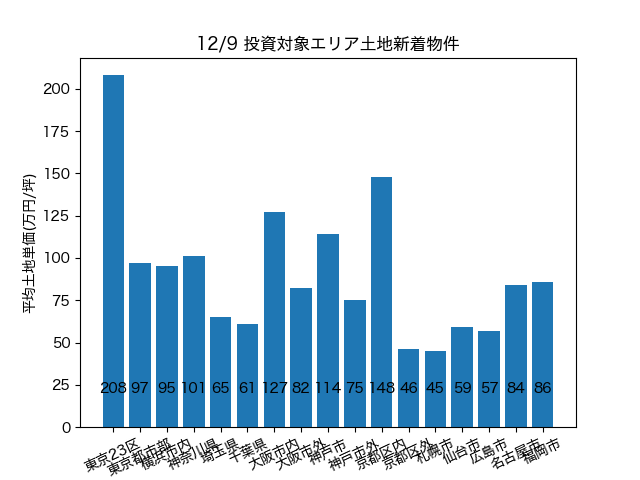 12/9 投資対象エリア土地新着物件
平均土地単価(万円/坪)
200
175
150
125
100
75
50
25
0
208 97 95 101 65 61 127 82 114 75 148 46 45 59 57 84 86
東京23区 東京都市部 横浜市内 神奈川県 埼玉県 千葉県 大阪市内 大阪市外 神戸市 神戸市外 京都区内 京都区外 札幌市 仙台市 広島市 名古屋市 福岡市